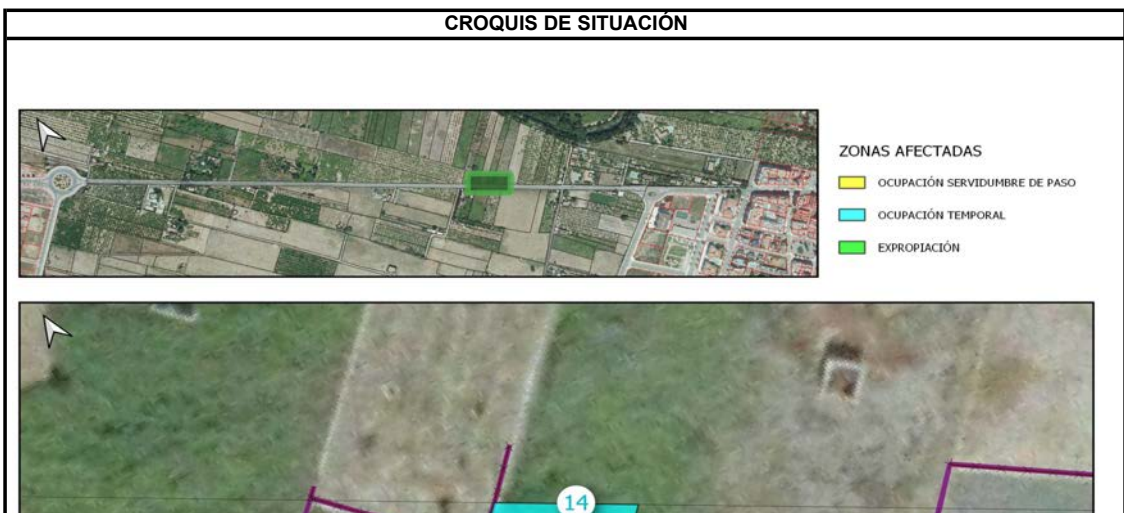 CROQUIS DE SITUACIÓN
ZONAS AFECTADAS
OCUPACIÓN SERVIDUMBRE DE PASO
OCUPACIÓN TEMPORAL
EXPROPIACIÓN
14